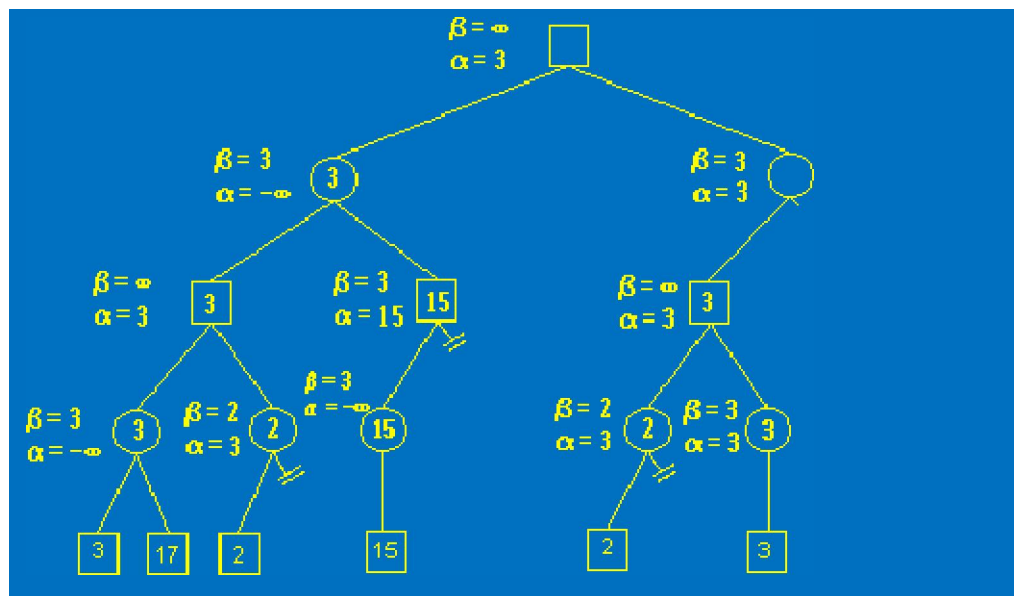 β = ∞
α = 3
β = 3
α = -∞
3
β = 3
α = 3
β = ∞
α = 3
3
β = 3
α = 15
15
β = ∞
α = 3
3
β = 3
α = -∞
3
β = 2
α = 3
2
β = 3
α = -∞
15
β = 2
α = 3
2
β = 3
α = 3
3
3
17
2
15
2
3